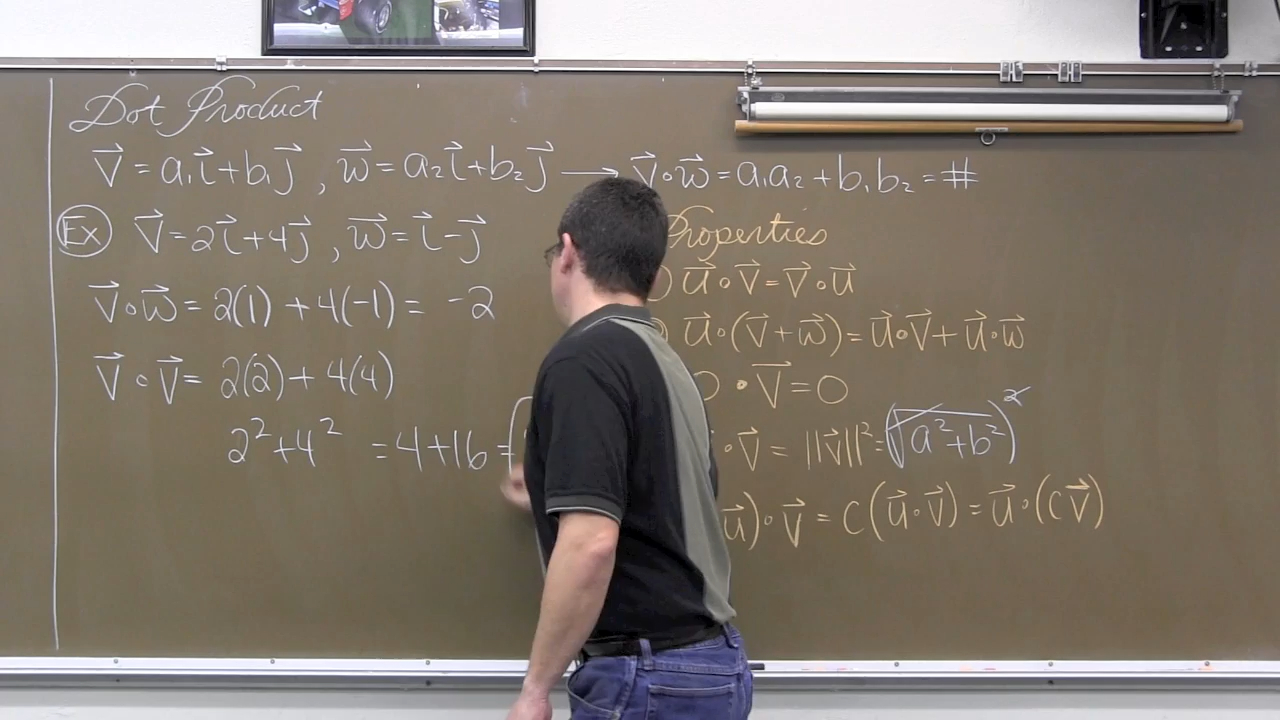 Dot Product
v⃗ = a₁i⃗ + b₁j⃗ , w⃗ = a₂i⃗ + b₂j⃗ → v⃗∘w⃗ = a₁a₂ + b₁b₂ = #
Ex v⃗ = 2i⃗ + 4j⃗ , w⃗ = i⃗ - j⃗
v⃗∘w⃗ = 2(1) + 4(-1) = -2
v⃗∘v⃗ = 2(2) + 4(4)
2² + 4² = 4 + 16 =
Properties
u⃗∘v⃗ = v⃗∘u⃗
u⃗∘(v⃗ + w⃗) = u⃗∘v⃗ + u⃗∘w⃗
0 • v⃗ = 0
∘v⃗ = ||v⃗||² = (√a² + b²)²
u⃗)∘v⃗ = c(u⃗∘v⃗) = u⃗∘(cv⃗)